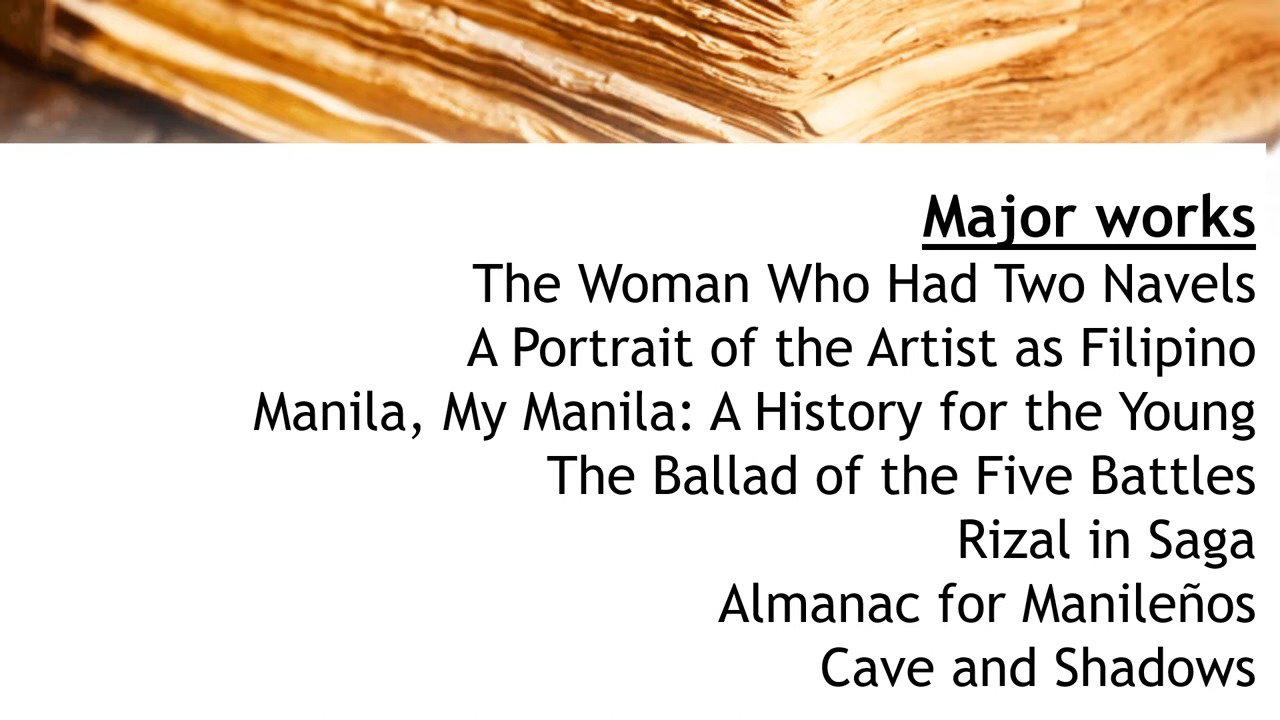 Major works
The Woman Who Had Two Navels
A Portrait of the Artist as Filipino
Manila, My Manila: A History for the Young
The Ballad of the Five Battles
Rizal in Saga
Almanac for Manileños
Cave and Shadows